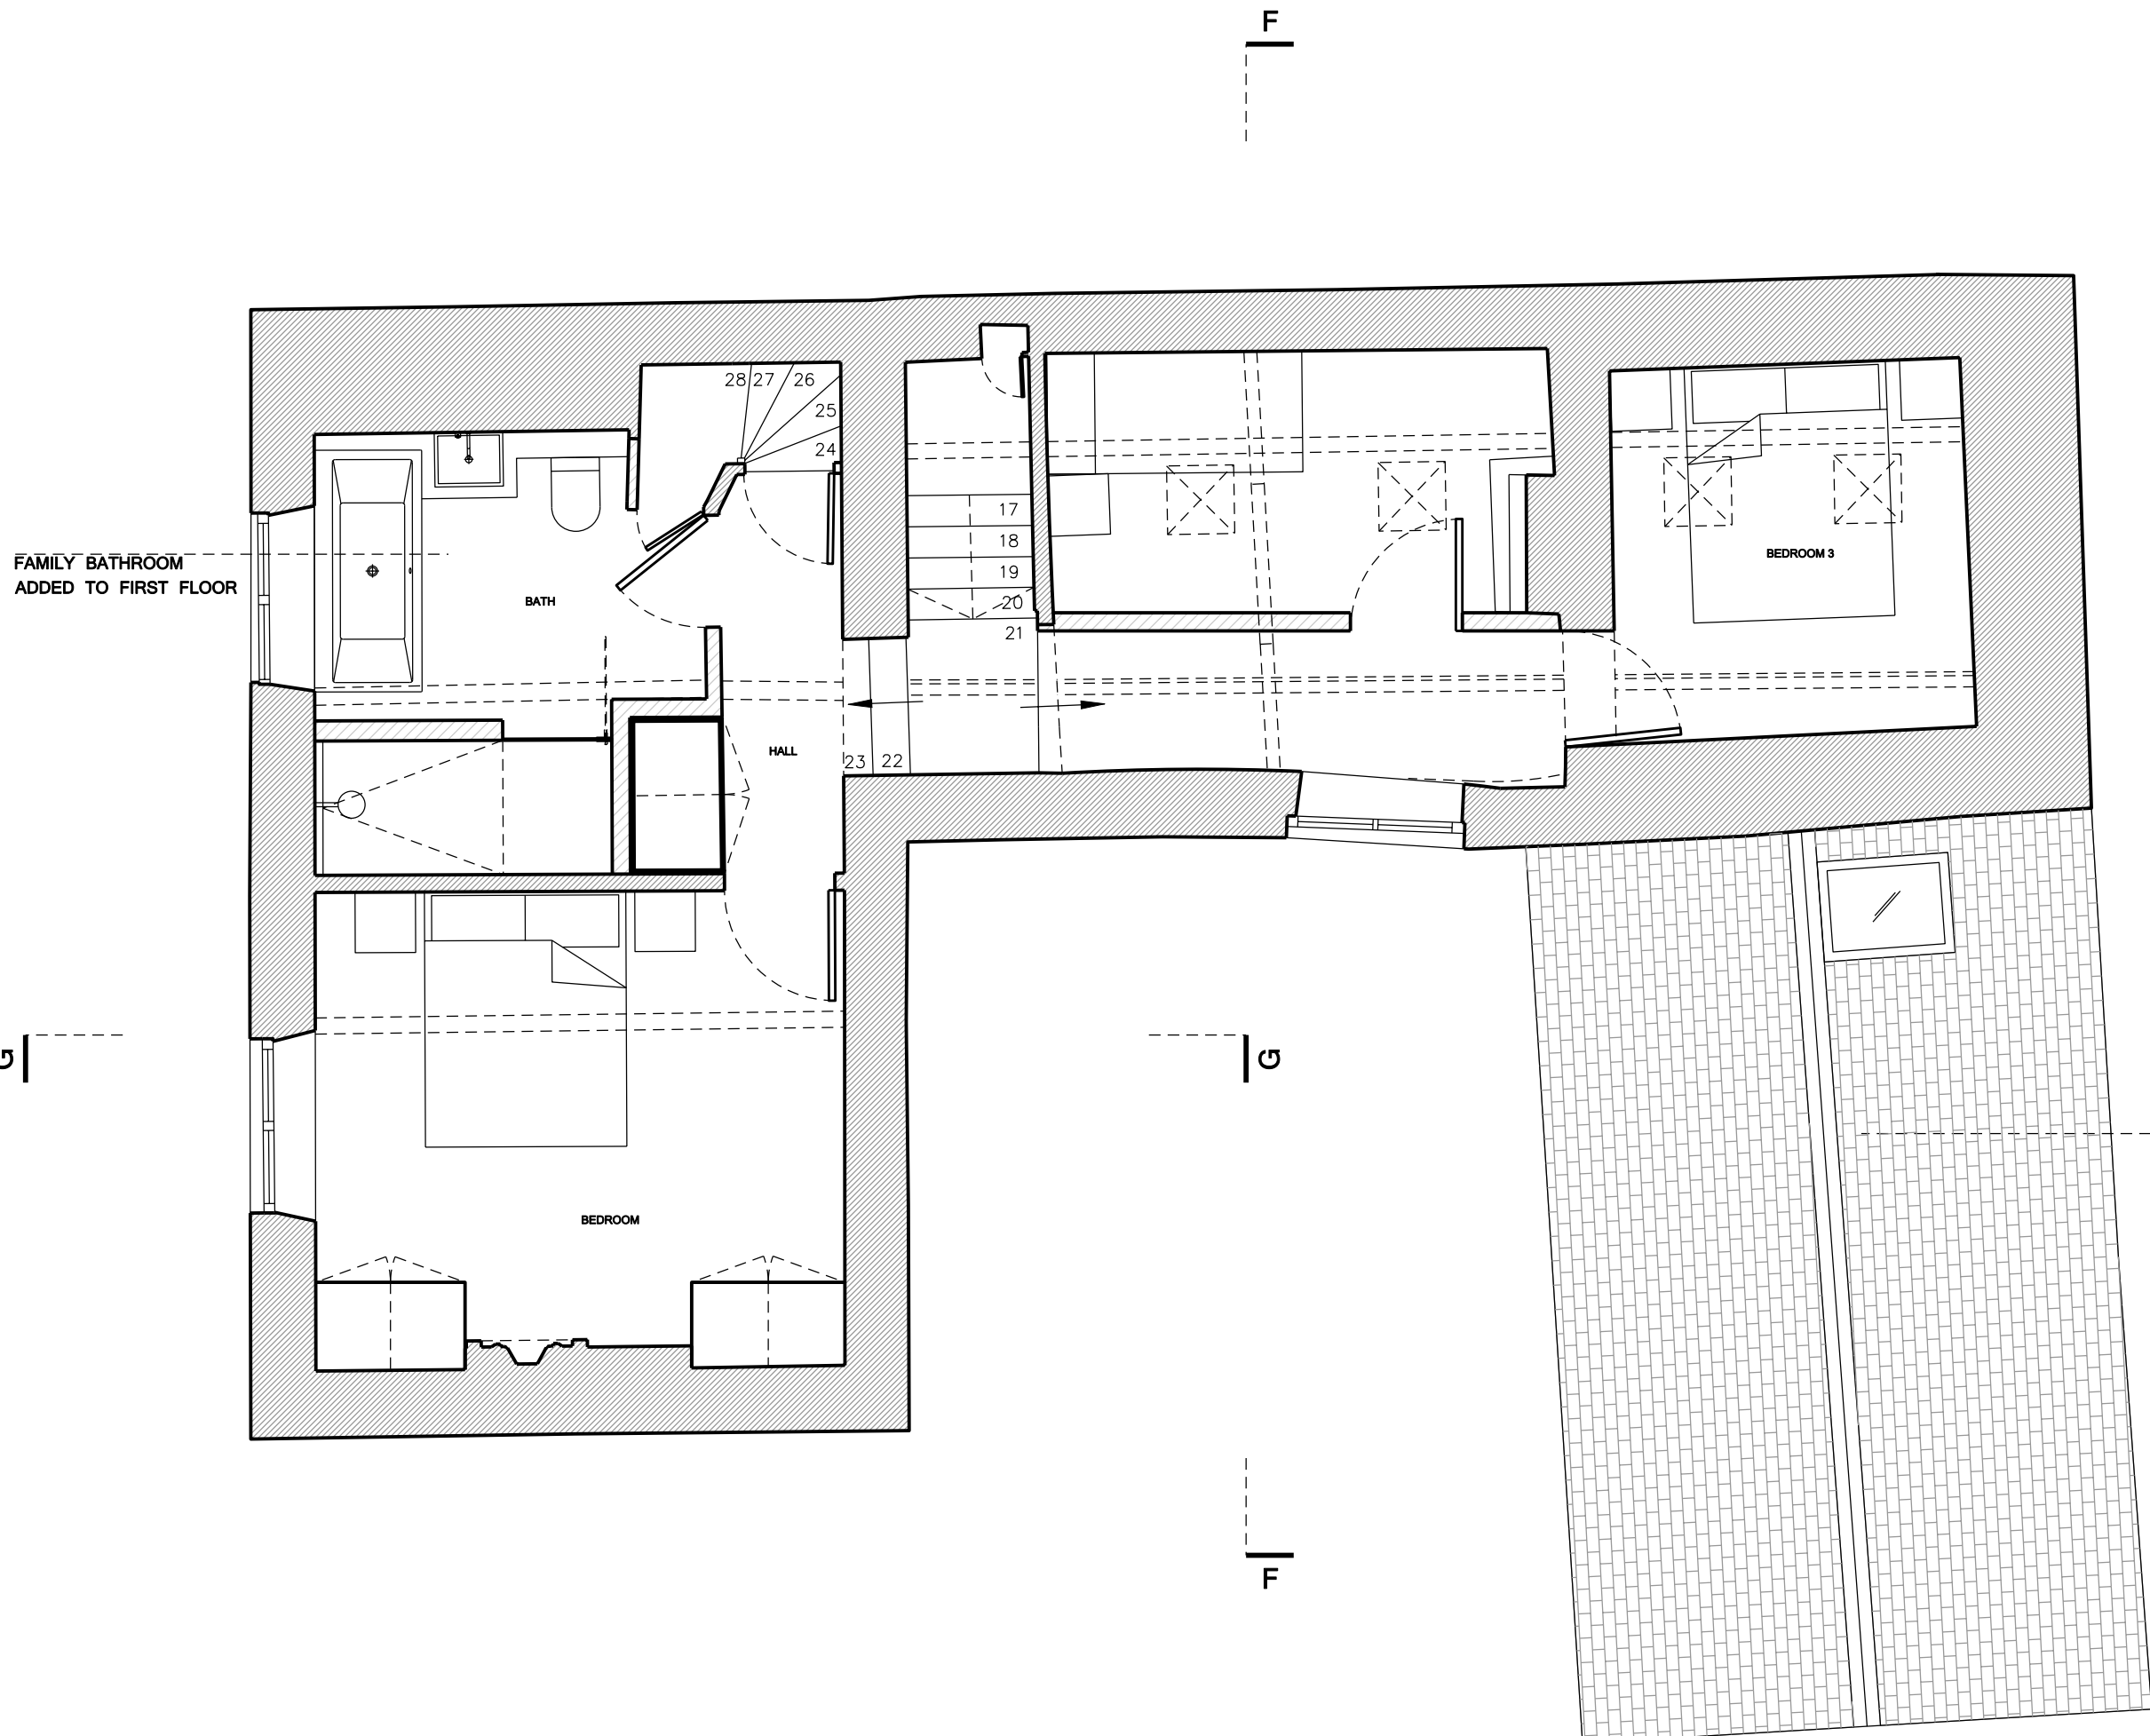 F
28 27 26
25
24
17
18
19
20
21
FAMILY BATHROOM
ADDED TO FIRST FLOOR
BATH
BEDROOM 3
HALL
23 22
G
G
BEDROOM
F